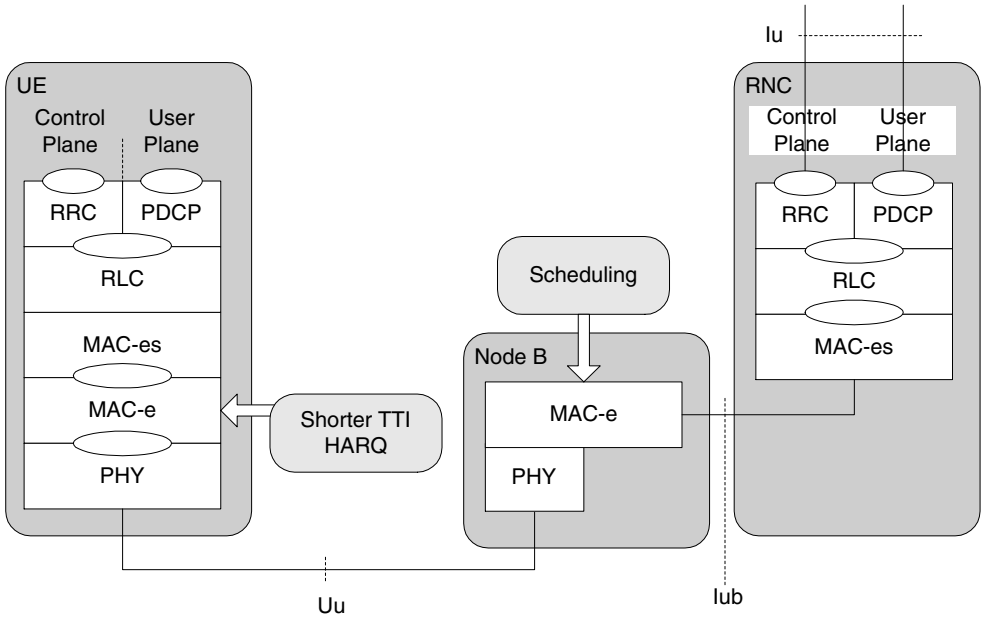 Iu
UE
Control
Plane
User
Plane
RRC
PDCP
RLC
MAC-es
MAC-e
PHY
Shorter TTI
HARQ
Uu
Scheduling
Node B
MAC-e
PHY
Iub
RNC
Control
Plane
User
Plane
RRC
PDCP
RLC
MAC-es